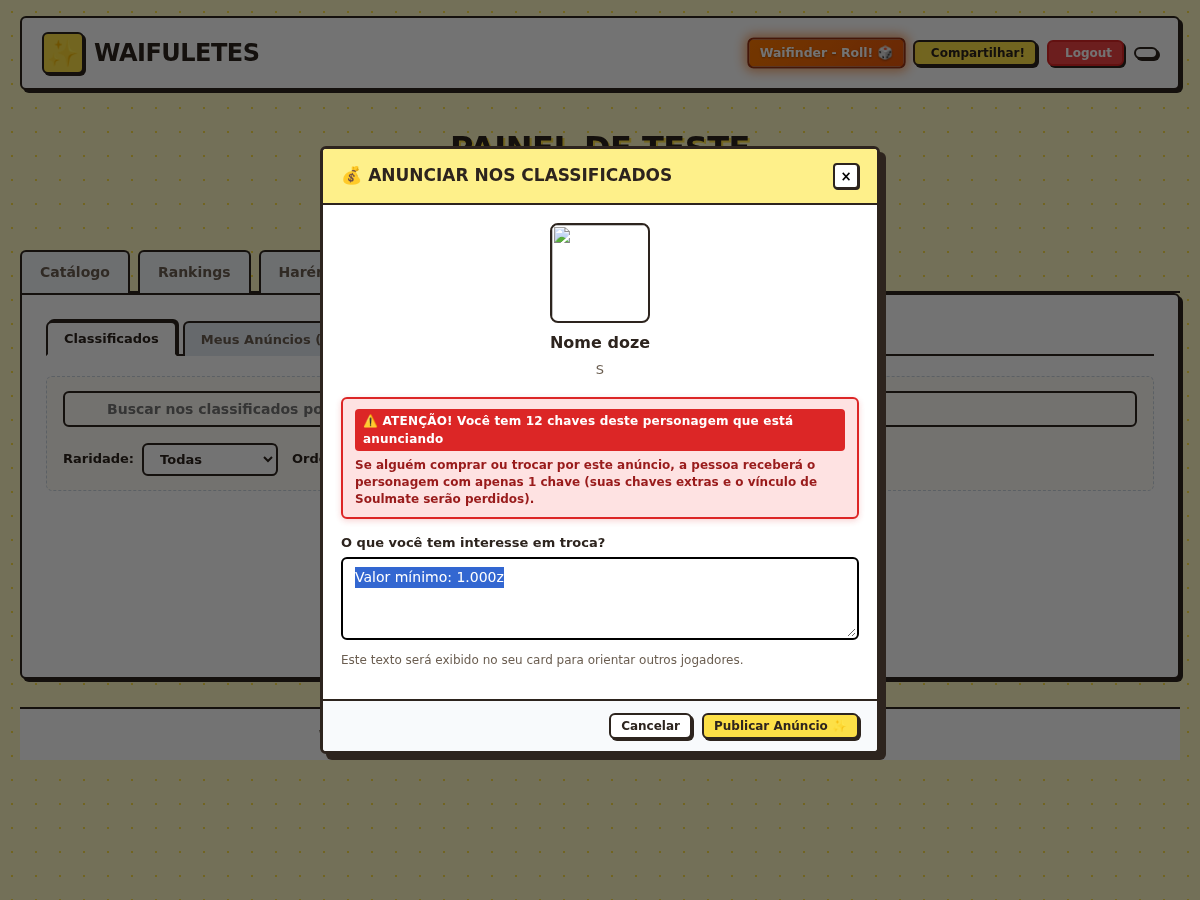 WAIFULETES
Waifinder - Roll! 🎲
Compartilhar!
Logout
PAINEL DE TESTE
💰 ANUNCIAR NOS CLASSIFICADOS
×
Catálogo
Rankings
Nome doze
S
Classificados
Meus Anúncios (
Buscar nos classificados po
Raridade:
Todas
⚠️ ATENÇÃO! Você tem 12 chaves deste personagem que está
anunciando
Se alguém comprar ou trocar por este anúncio, a pessoa receberá o
personagem com apenas 1 chave (suas chaves extras e o vínculo de
Soulmate serão perdidos).
O que você tem interesse em troca?
Valor mínimo: 1.000z
Este texto será exibido no seu card para orientar outros jogadores.
Cancelar
Publicar Anúncio ✨